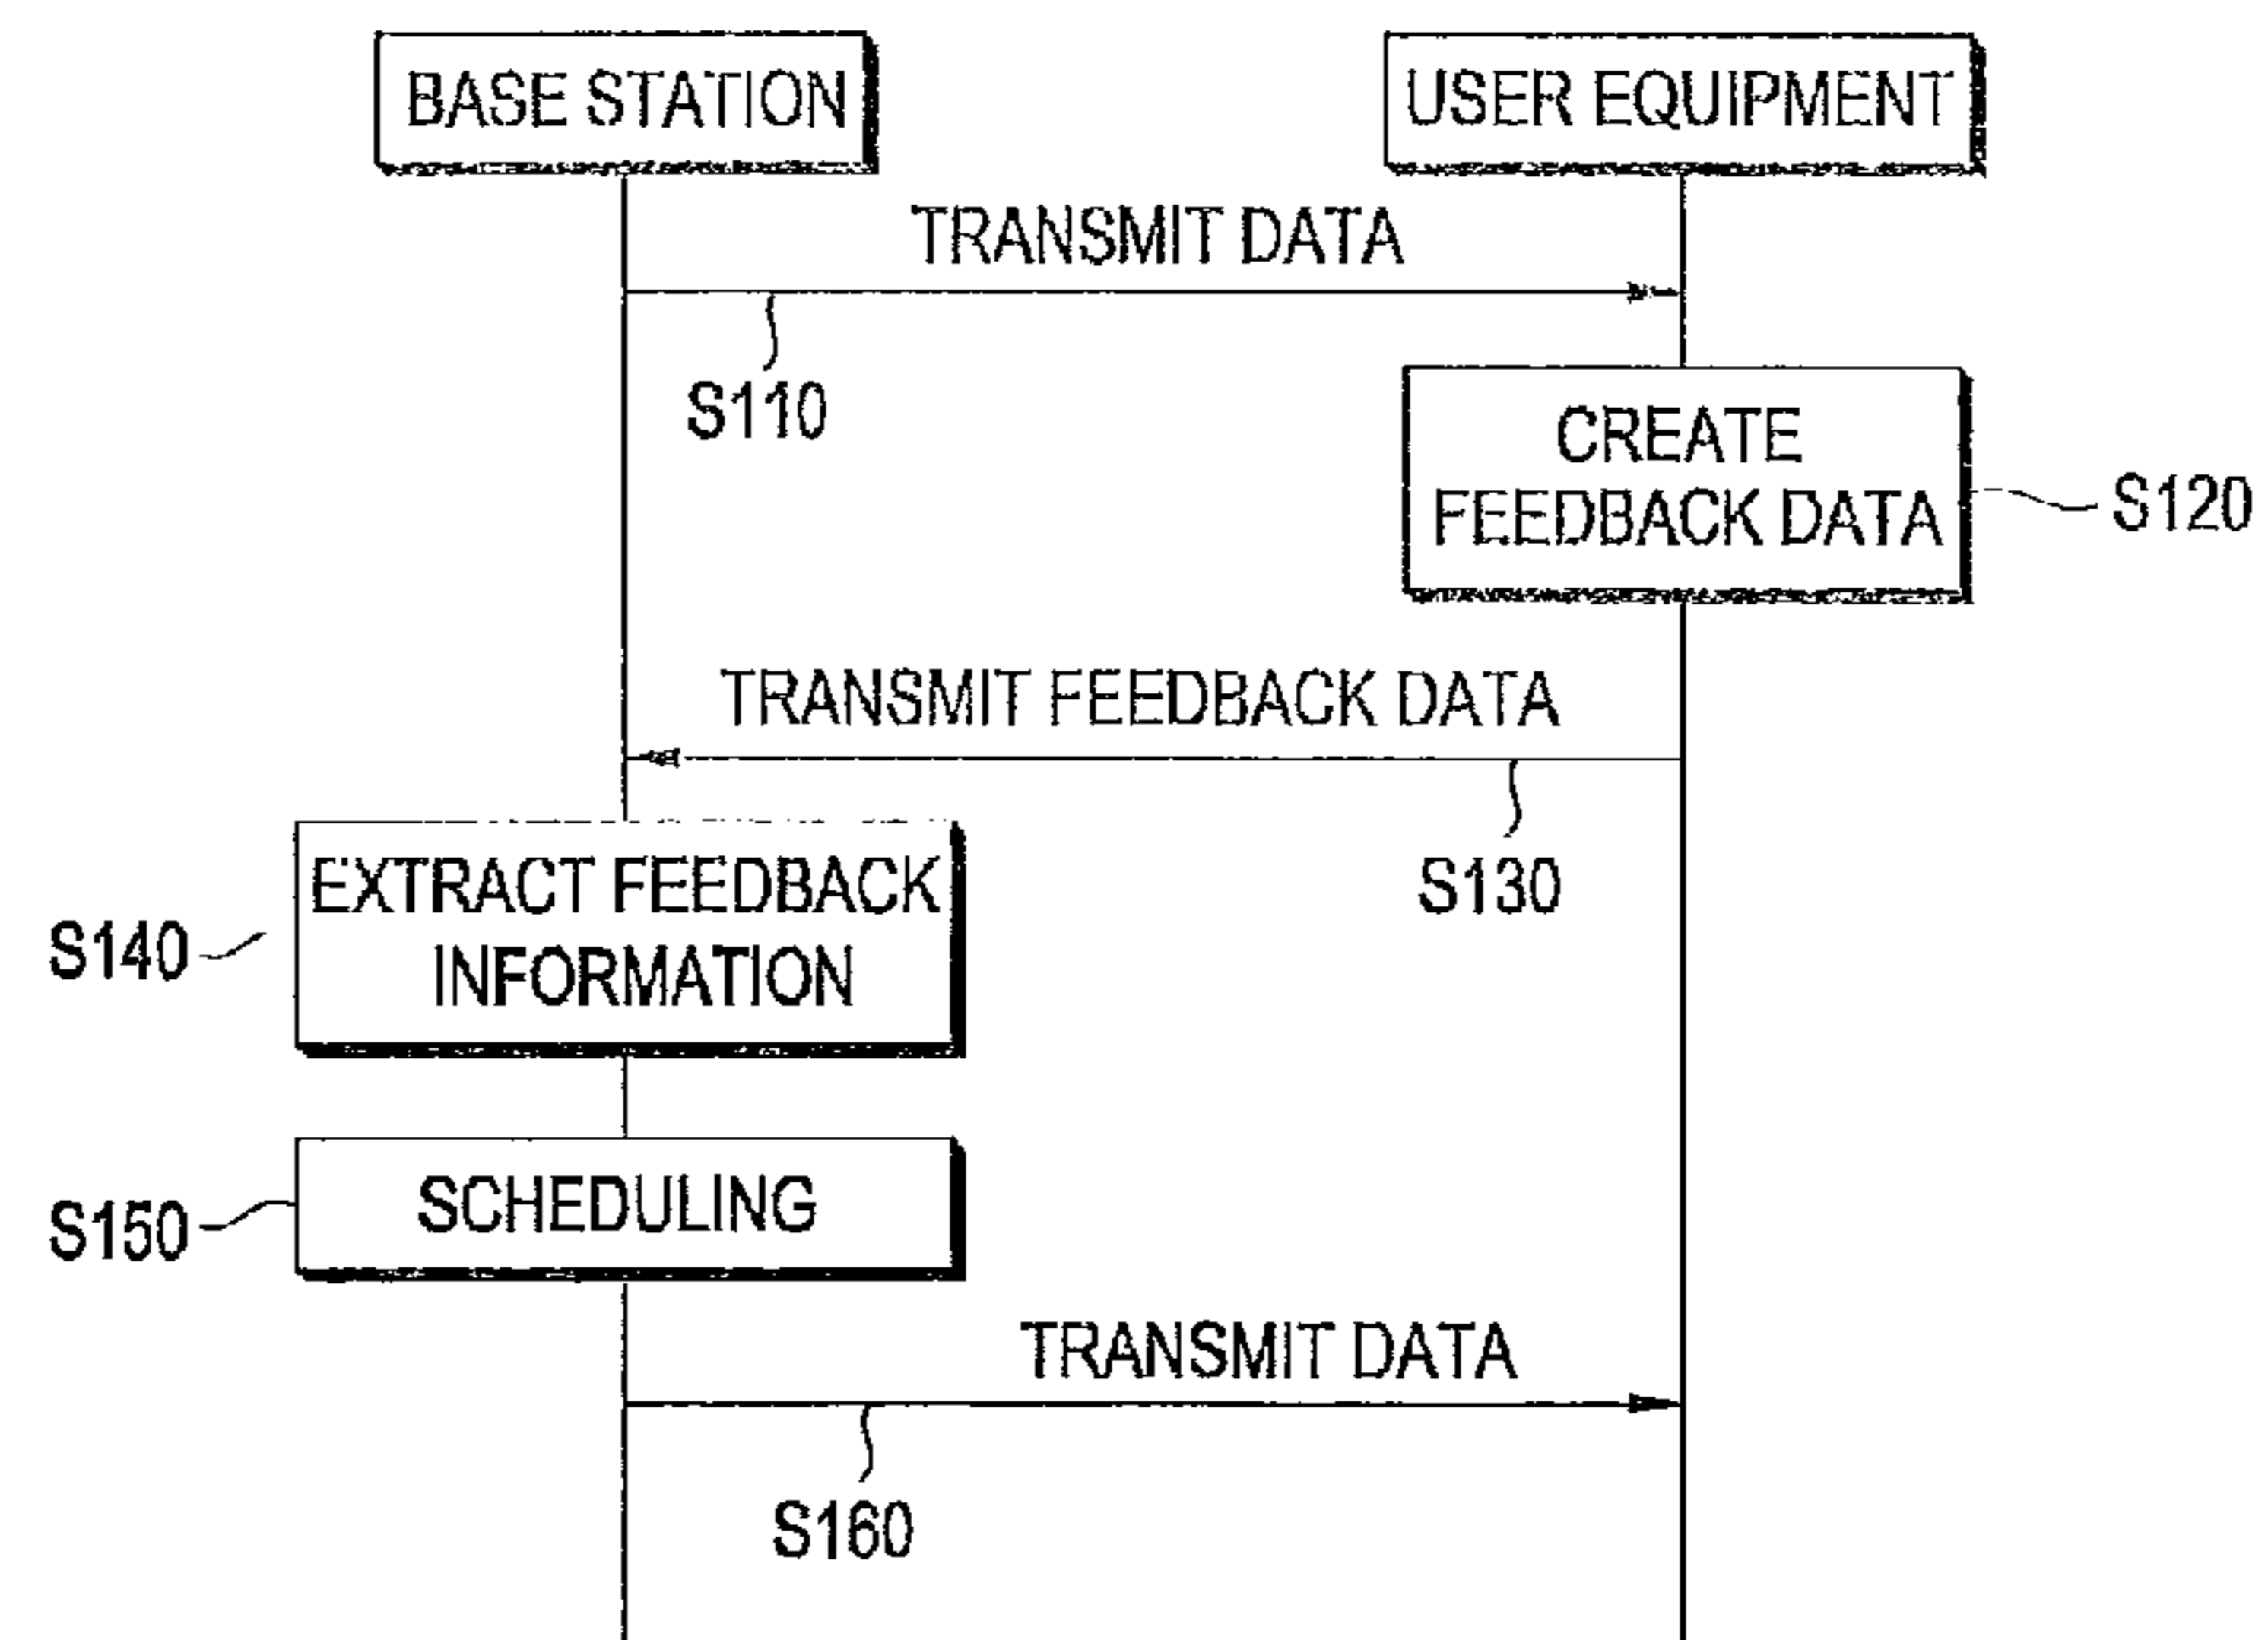 BASE STATION
USER EQUIPMENT
TRANSMIT DATA
S110
CREATE
FEEDBACK DATA
S120
TRANSMIT FEEDBACK DATA
S130
EXTRACT FEEDBACK
INFORMATION
S140
SCHEDULING
S150
TRANSMIT DATA
S160